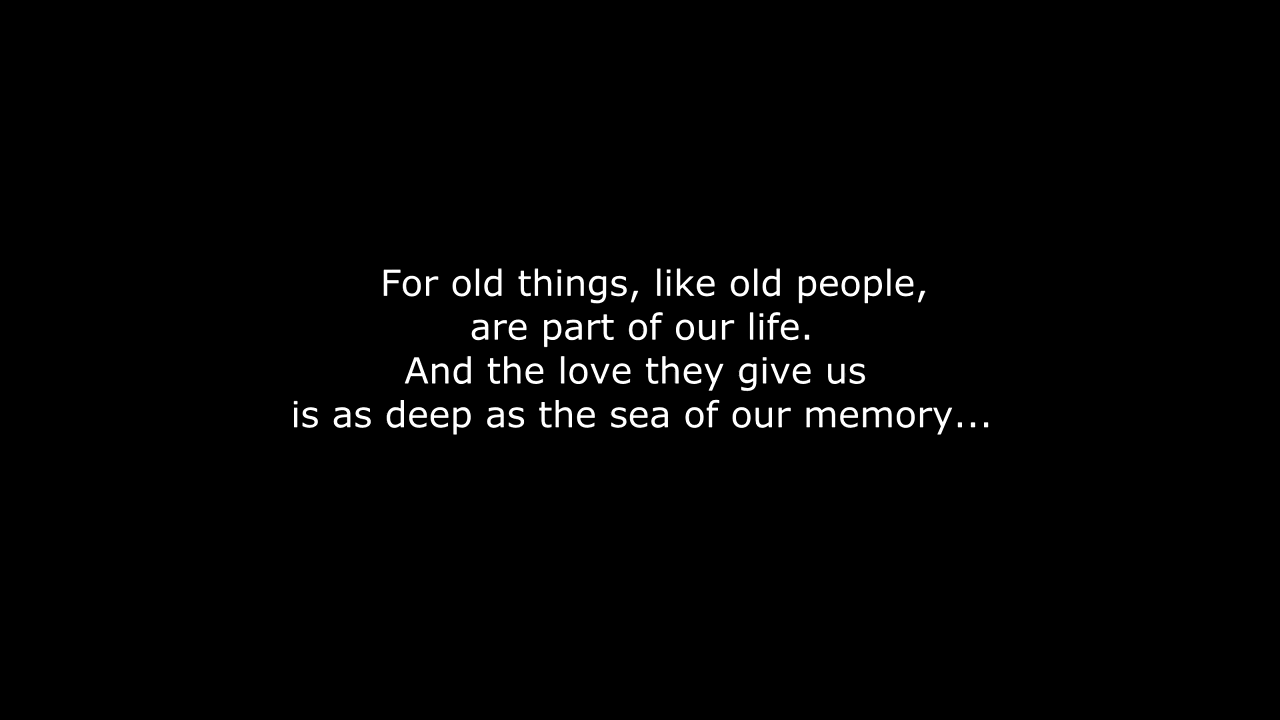 For old things, like old people,
are part of our life.
And the love they give us
is as deep as the sea of our memory...